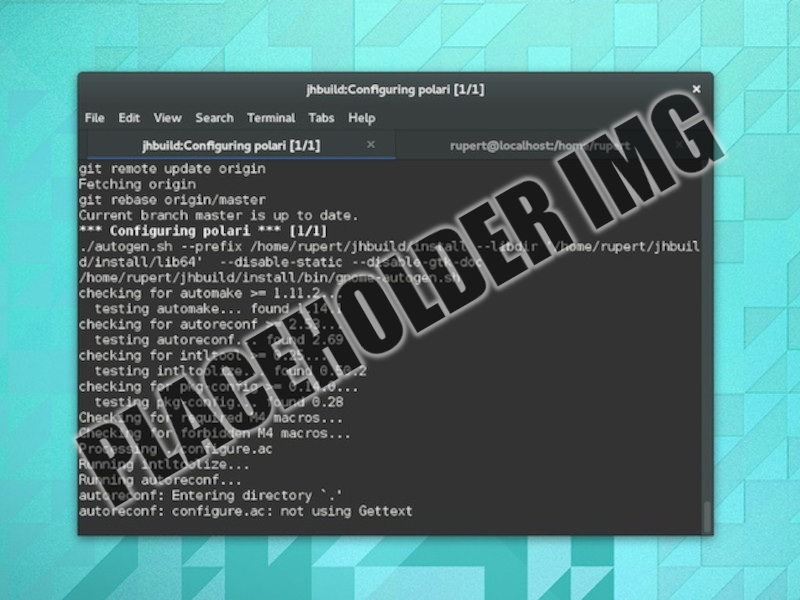 jhbuild:Configuring polari [1/1]
File Edit View Search Terminal Tabs Help
jhbuild:Configuring polari [1/1]
rupert@localhost:/home/rupert
git remote update origin
Fetching origin
git rebase origin/master
Current branch master is up to date.
*** Configuring polari *** [1/1]
./autogen.sh --prefix /home/rupert/jhbuild/install --libdir '/home/rupert/jhbuil
d/install/lib64' --disable-static --disable-gtk-doc
/home/rupert/jhbuild/install/bin/gnome-autogen.sh
checking for automake >= 1.11.2...
testing automake... found
checking for autoreconf >= 2.53...
testing autoreconf... found 2.69
checking for intltool >= 0.25...
testing intltoolize... found 0.50.2
checking for pkg-config >=
testing pkg-config... found 0.28
Checking for required M4 macros...
Checking for forbidden M4 macros...
Processing configure.ac
Running intltoolize...
Running autoreconf...
autoreconf: Entering directory `.'
autoreconf: configure.ac: not using Gettext
PLACEHOLDER IMG